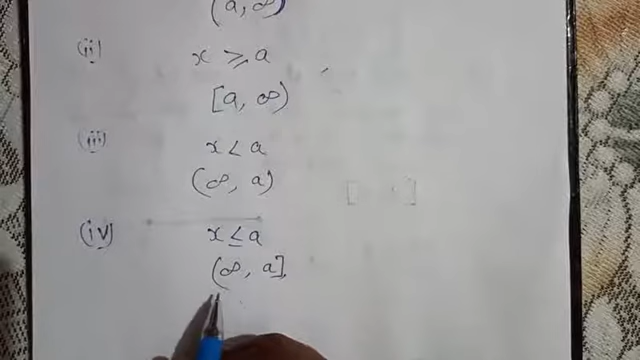 (a, ∞)
(ii) x ≥ a
[a, ∞)
(iii) x < a
(∞, a)
(iv) x ≤ a
(∞, a]